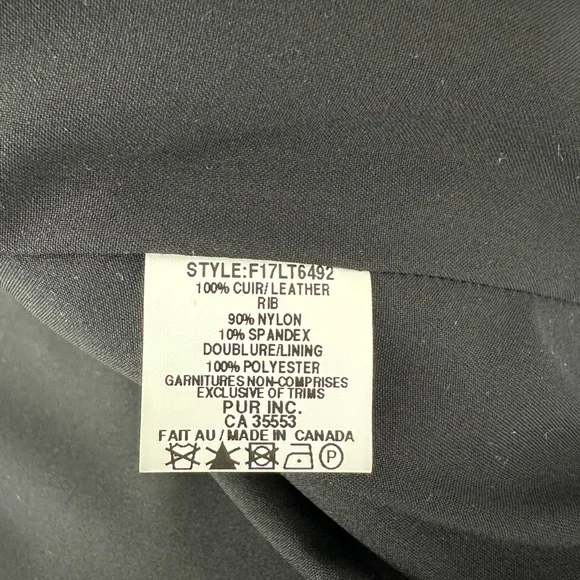 STYLE:F17LT6492
100% CUIR/LEATHER
RIB
90% NYLON
10% SPANDEX
DOUBLURE/LINING
100% POLYESTER
GARNITURES NON-COMPRISES
EXCLUSIVE OF TRIMS
PUR INC.
CA 35553
FAIT AU/MADE IN CANADA
P